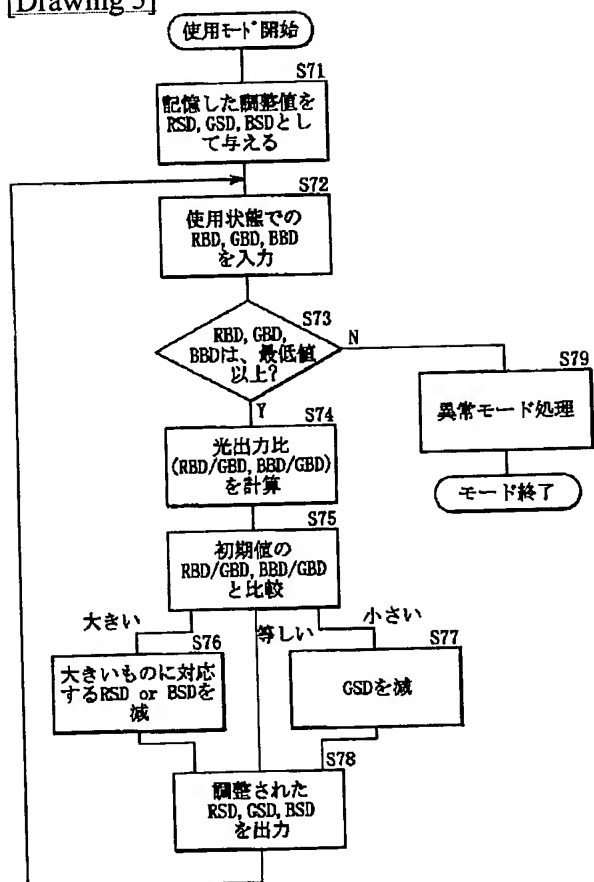 [Drawing 5]
使用モード開始
S71
記憶した調整値を
RSD, GSD, BSDとし
て与える
S72
使用状態での
RBD, GBD, BBD
を入力
S73
RBD, GBD,
BBDは、最低値
以上?
N
Y
S79
異常モード処理
モード終了
S74
光出力比
(RBD/GBD, BBD/GBD)
を計算
S75
初期値の
RBD/GBD, BBD/GBD
と比較
大きい
等しい
小さい
S76
大きいものに対応
するRSD or BSDを
減
S77
GSDを減
S78
調整された
RSD, GSD, BSD
を出力